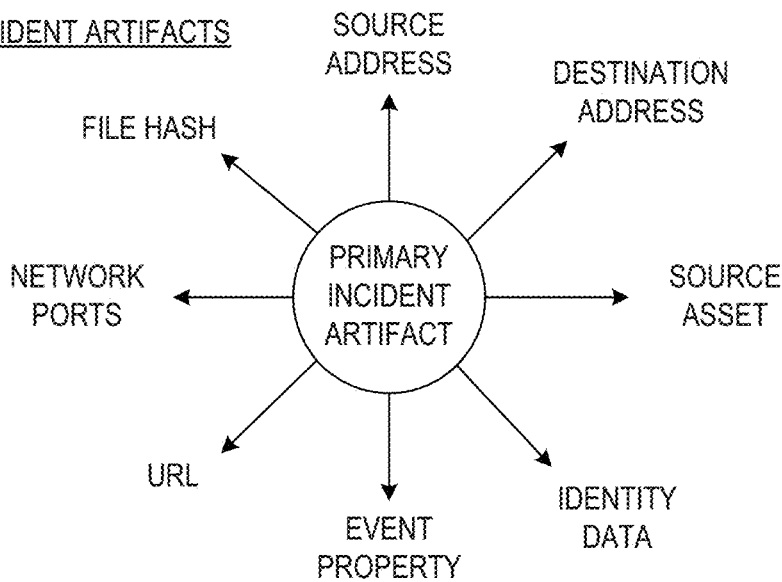 IDENT ARTIFACTS
SOURCE
ADDRESS
DESTINATION
ADDRESS
FILE HASH
PRIMARY
INCIDENT
ARTIFACT
NETWORK
PORTS
SOURCE
ASSET
URL
IDENTITY
DATA
EVENT
PROPERTY